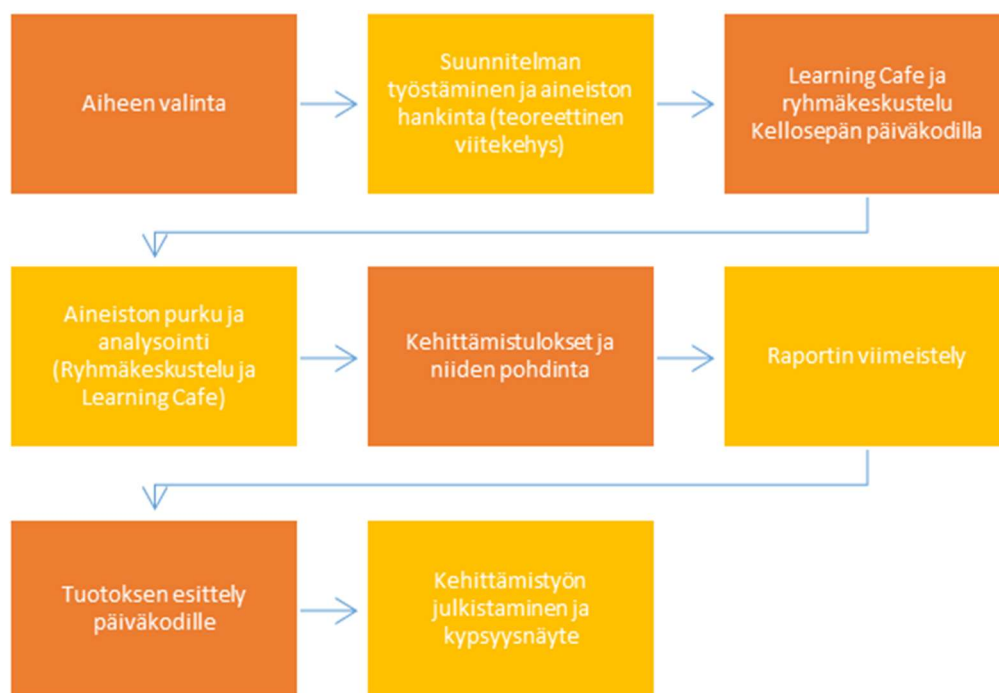 Aiheen valinta
Suunnitelman
työstäminen ja aineiston
hankinta (teoreettinen
viitekehys)
Learning Cafe ja
ryhmäkeskustelu
Kellosepän päiväkodilla
Aineiston purku ja
analysointi
(Ryhmäkeskustelu ja
Learning Cafe)
Kehittämistulokset ja
niiden pohdinta
Raportin viimeistely
Tuotoksen esittely
päiväkodille
Kehittämistyön
julkistaminen ja
kypsyysnäyte